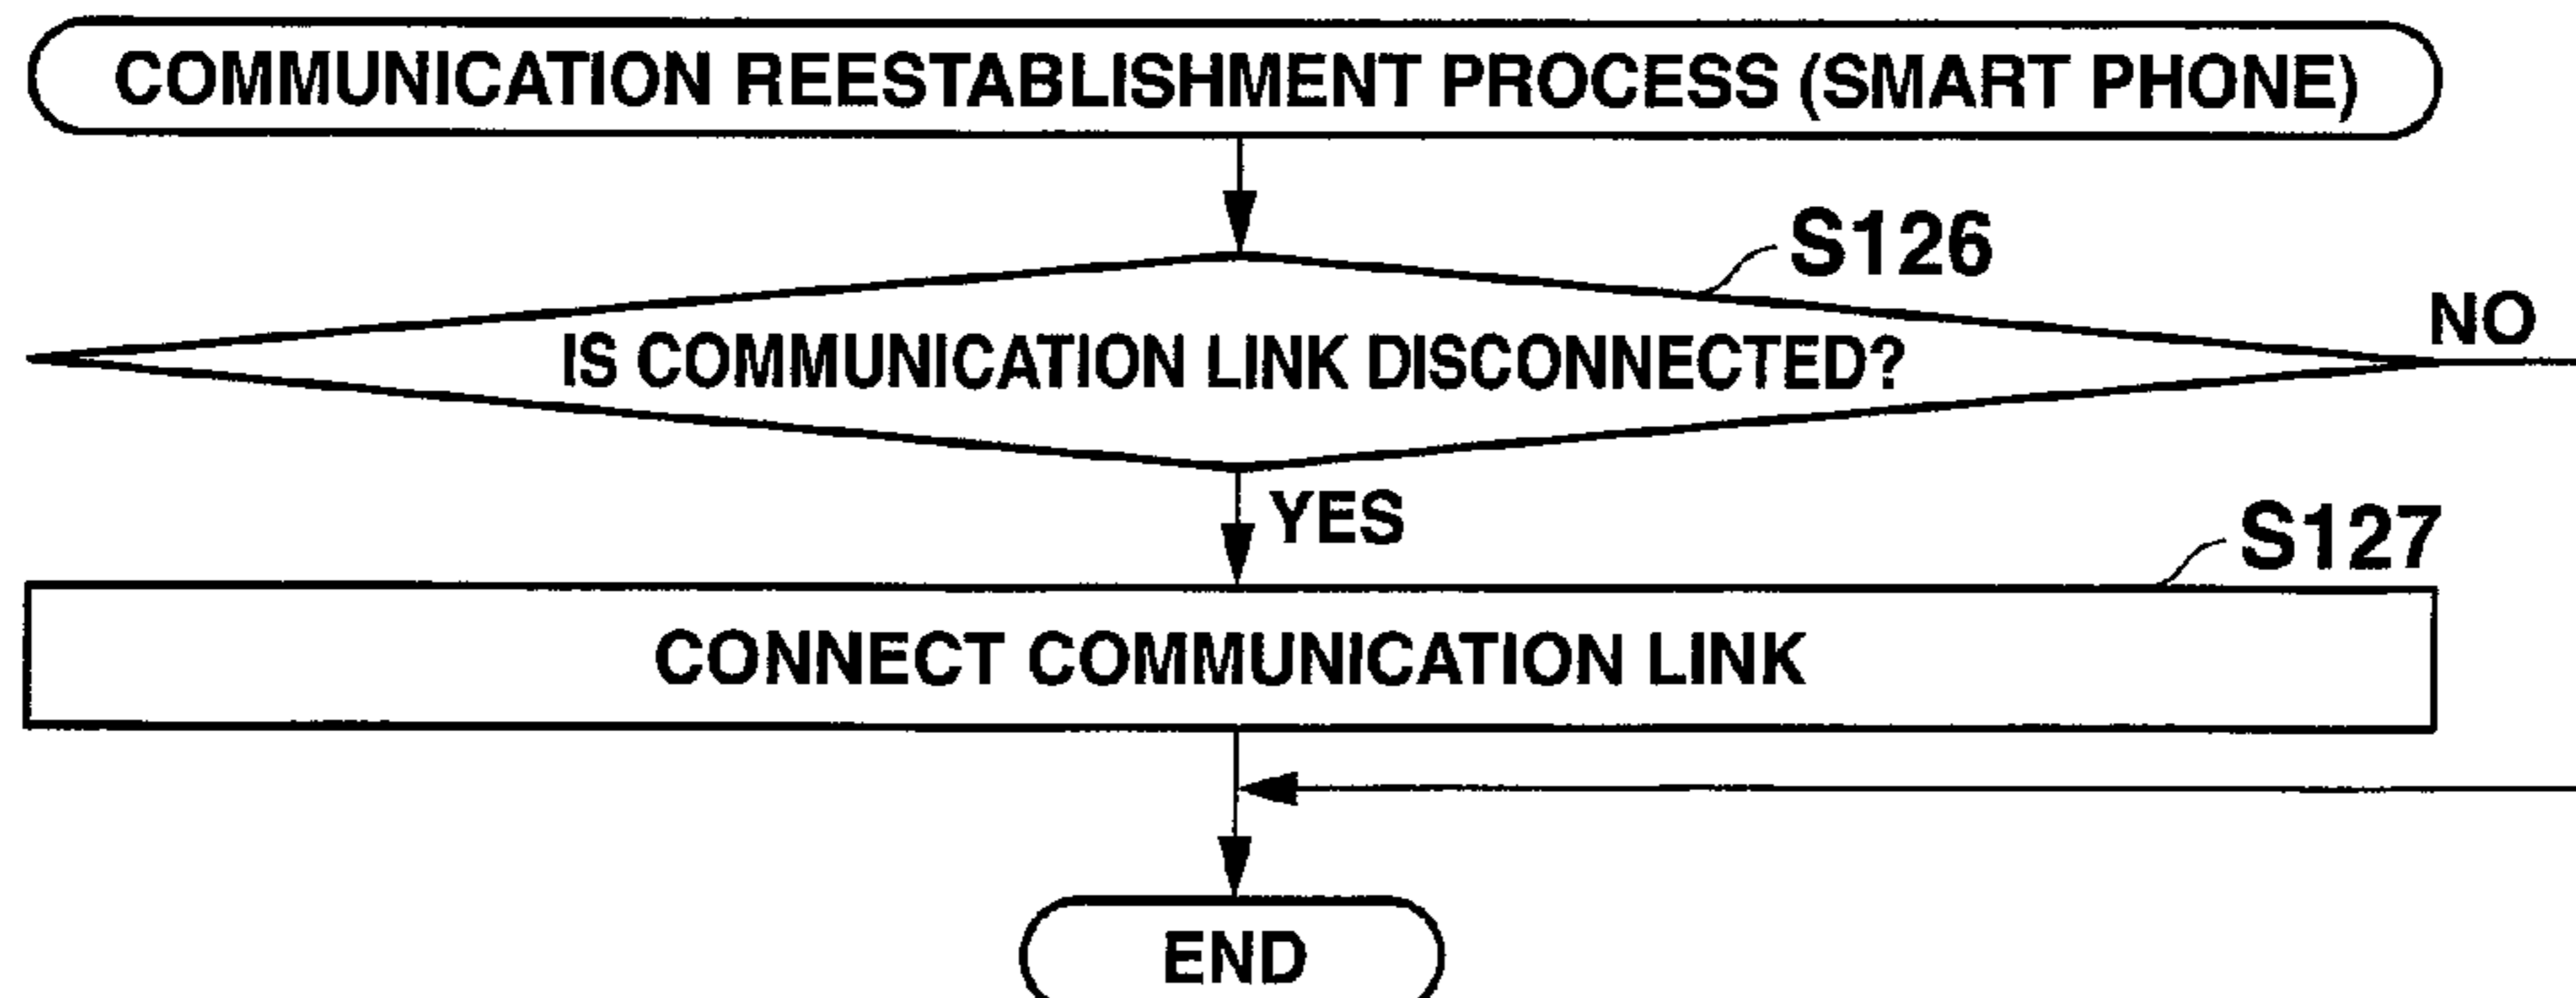 COMMUNICATION REESTABLISHMENT PROCESS (SMART PHONE)
S126
IS COMMUNICATION LINK DISCONNECTED?
NO
YES
S127
CONNECT COMMUNICATION LINK
END